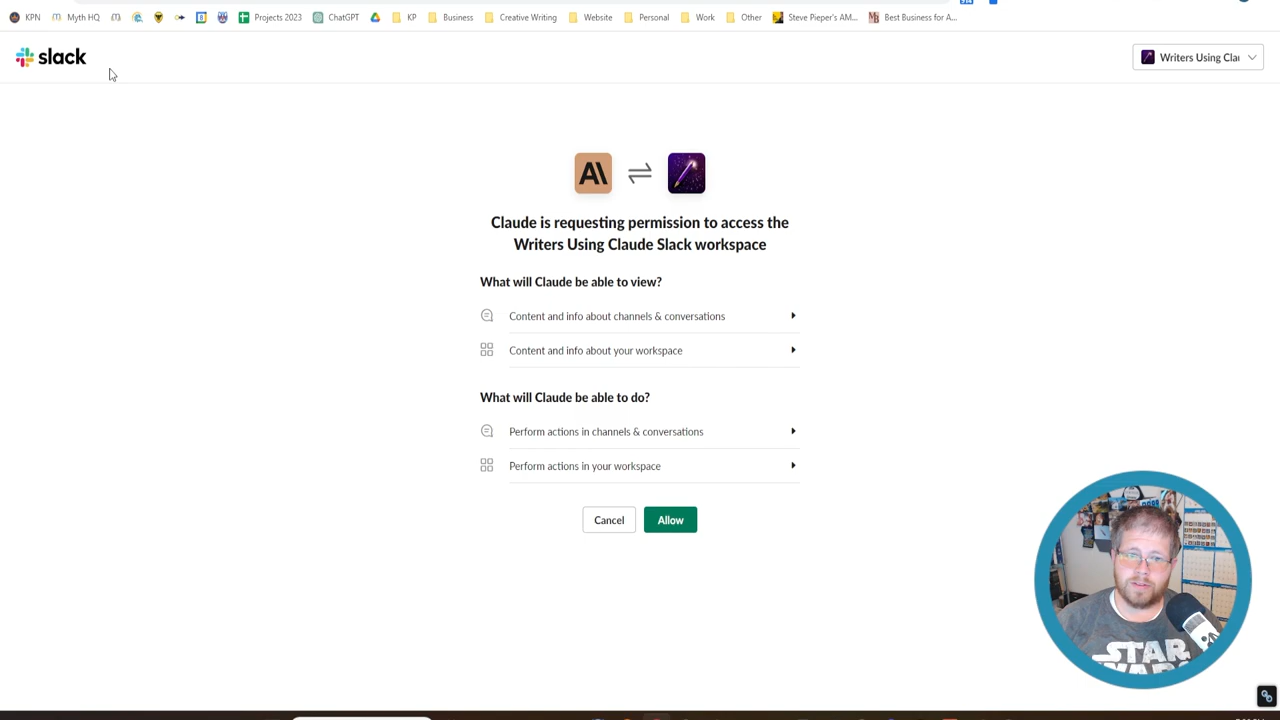 KPN Myth HQ Projects 2023 ChatGPT KP Business Creative Writing Website Personal Work Other Steve Pieper's AM... Best Business for A...
slack
Writers Using Cla
A\
Claude is requesting permission to access the
Writers Using Claude Slack workspace
What will Claude be able to view?
Content and info about channels & conversations
Content and info about your workspace
What will Claude be able to do?
Perform actions in channels & conversations
Perform actions in your workspace
Cancel Allow
STAR